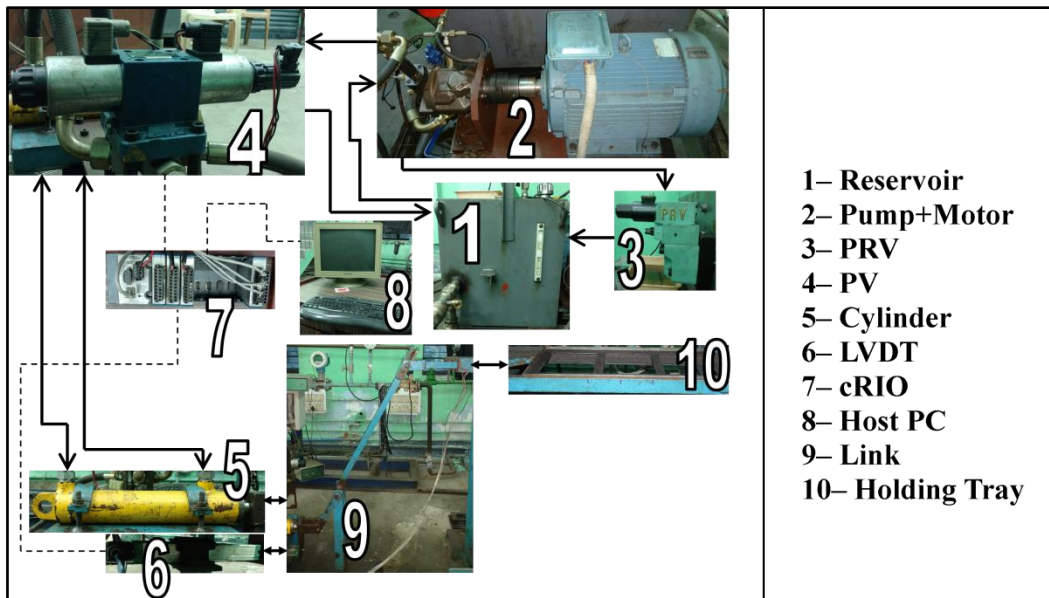 4
2
1
PRV
3
8
7
10
5
9
6
1– Reservoir
2– Pump+Motor
3– PRV
4– PV
5– Cylinder
6– LVDT
7– cRIO
8– Host PC
9– Link
10– Holding Tray